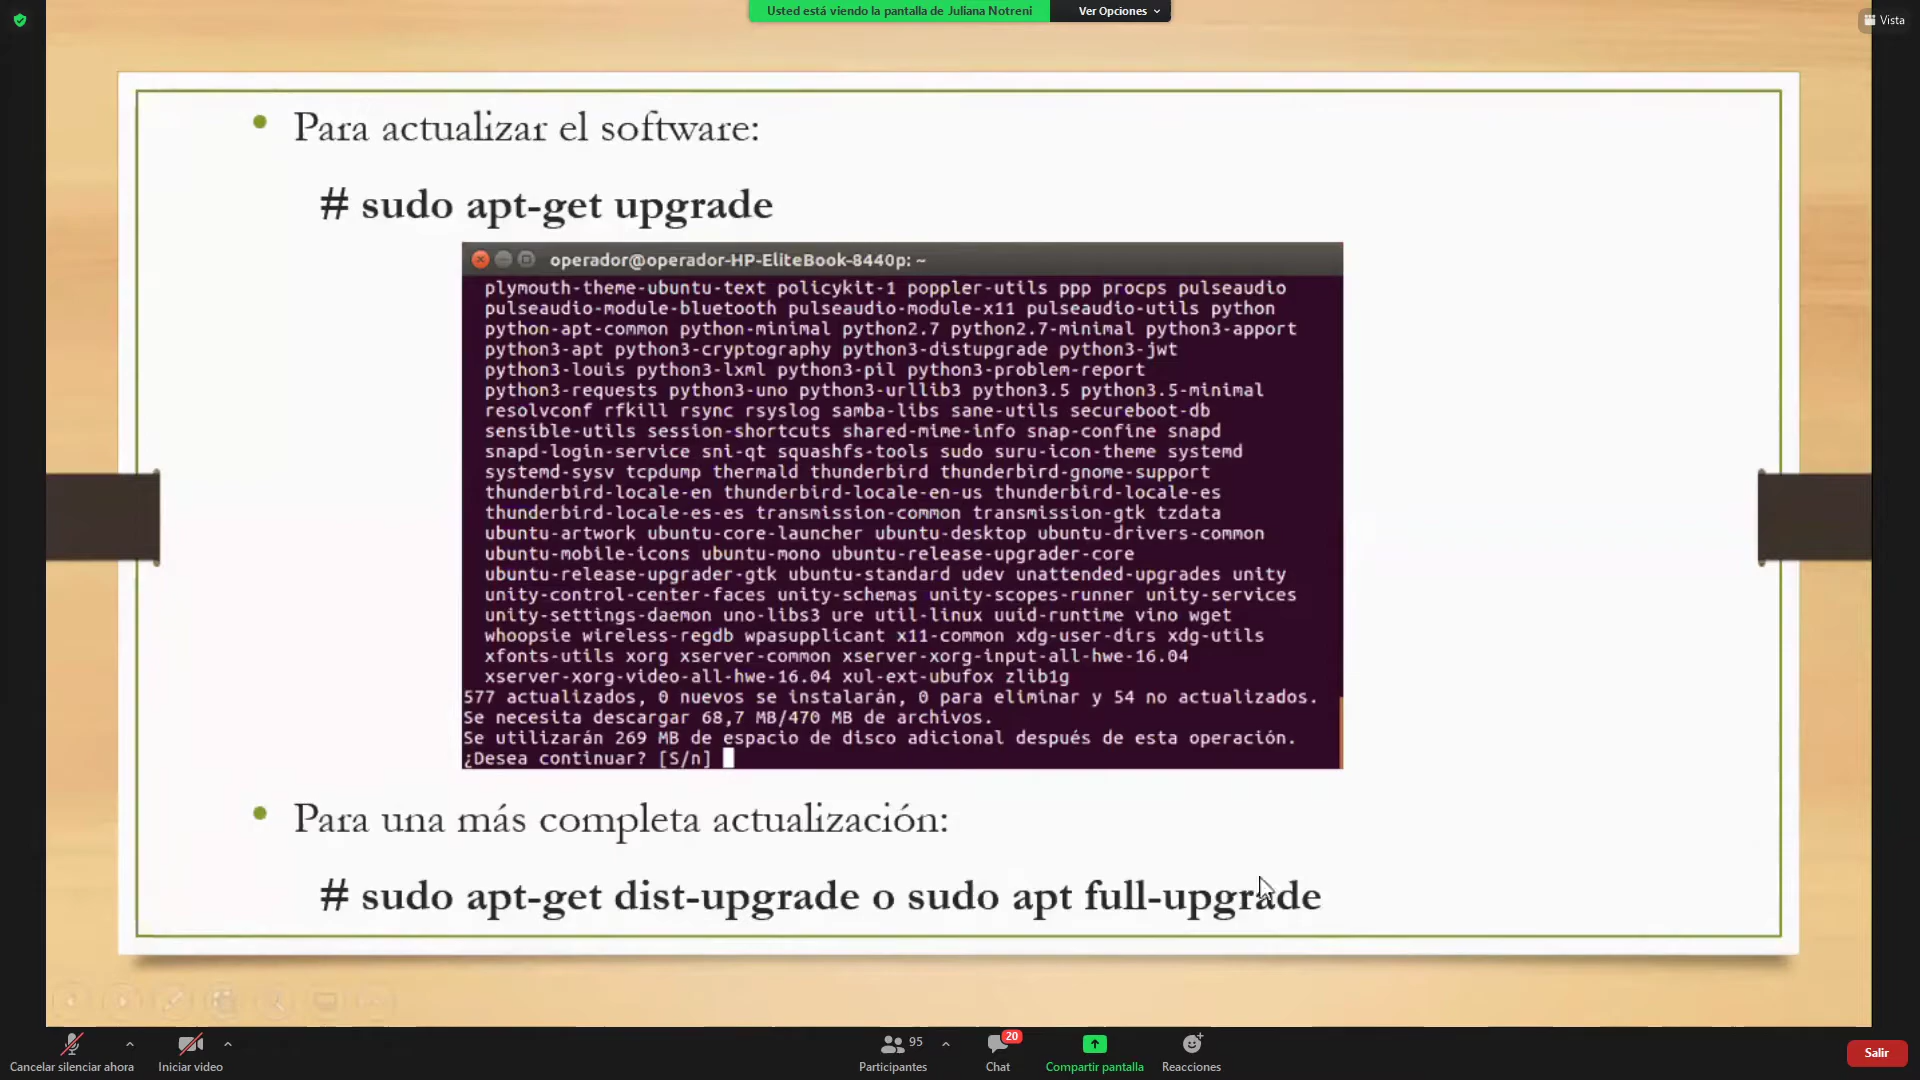 Usted está viendo la pantalla de Juliana Notreni
Ver Opciones
Vista
Para actualizar el software:
# sudo apt-get upgrade
operador@operador-HP-EliteBook-8440p: ~
plymouth-theme-ubuntu-text policykit-1 poppler-utils ppp procps pulseaudio
pulseaudio-module-bluetooth pulseaudio-module-x11 pulseaudio-utils python
python-apt-common python-minimal python2.7 python2.7-minimal python3-apport
python3-apt python3-cryptography python3-distupgrade python3-jwt
python3-louis python3-lxml python3-pil python3-problem-report
python3-requests python3-uno python3-urllib3 python3.5 python3.5-minimal
resolvconf rfkill rsync rsyslog samba-libs sane-utils secureboot-db
sensible-utils session-shortcuts shared-mime-info snap-confine snapd
snapd-login-service sni-qt squashfs-tools sudo suru-icon-theme systemd
systemd-sysv tcpdump thermald thunderbird thunderbird-gnome-support
thunderbird-locale-en thunderbird-locale-en-us thunderbird-locale-es
thunderbird-locale-es-es transmission-common transmission-gtk tzdata
ubuntu-artwork ubuntu-core-launcher ubuntu-desktop ubuntu-drivers-common
ubuntu-mobile-icons ubuntu-mono ubuntu-release-upgrader-core
ubuntu-release-upgrader-gtk ubuntu-standard udev unattended-upgrades unity
unity-control-center-faces unity-schemas unity-scopes-runner unity-services
unity-settings-daemon uno-libs3 ure util-linux uuid-runtime vino wget
whoopsie wireless-regdb wpasupplicant x11-common xdg-user-dirs xdg-utils
xfonts-utils xorg xserver-common xserver-xorg-input-all-hwe-16.04
xserver-xorg-video-all-hwe-16.04 xul-ext-ubufox zlib1g
577 actualizados, 0 nuevos se instalarán, 0 para eliminar y 54 no actualizados.
Se necesita descargar 68,7 MB/470 MB de archivos.
Se utilizarán 269 MB de espacio de disco adicional después de esta operación.
¿Desea continuar? [S/n]
Para una más completa actualización:
# sudo apt-get dist-upgrade o sudo apt full-upgrade
Cancelar silenciar ahora
Iniciar video
95
Participantes
20
Chat
Compartir pantalla
Reacciones
Salir